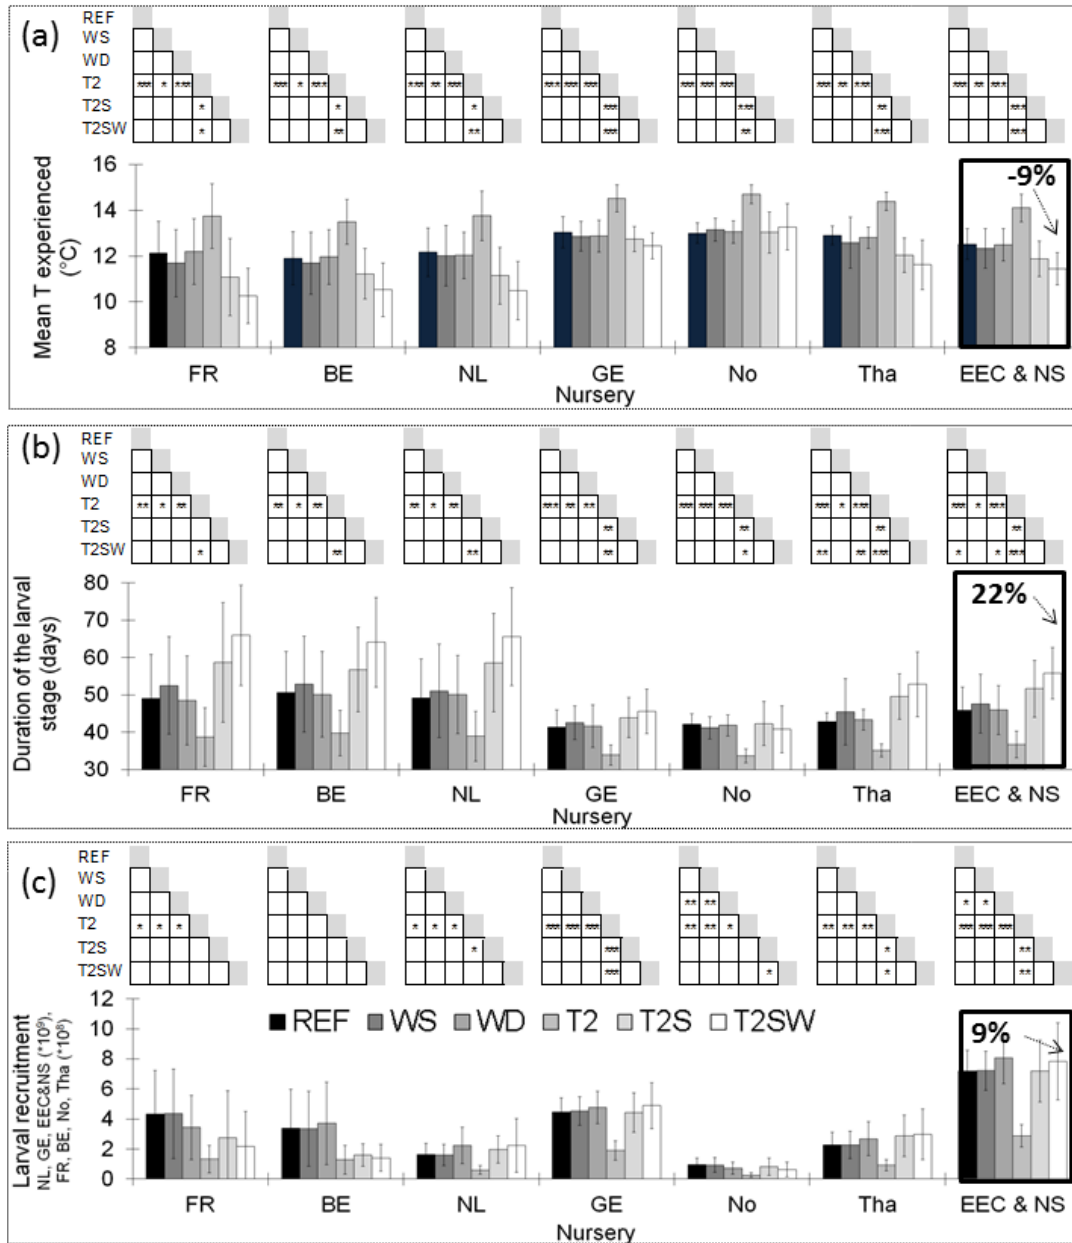 (a)
REF
WS
WD
T2 *** * *** *** * *** *** ** *** *** *** *** *** *** *** *** ** *** *** ** ***
T2S * * * *** *** ** ***
T2SW * ** ** *** ** *** ***
Mean T experienced
(°C)
16
14
12
10
8
-9%
FR BE NL GE No Tha EEC & NS
Nursery
(b)
REF
WS
WD
T2 ** * ** ** * ** ** * ** *** ** ** *** *** *** *** * *** *** * ***
T2S ** ** ** **
T2SW * ** ** ** * ** ** *** * * ***
Duration of the larval
stage (days)
80
70
60
50
40
30
22%
FR BE NL GE No Tha EEC & NS
Nursery
(c)
REF
WS
WD ** ** * *
T2 * * * * * * *** *** *** ** ** * ** ** ** *** *** ***
T2S * *** * **
T2SW *** * * **
Larval recruitment
NL, GE, EEC&NS (*10⁹),
FR, BE, No, Tha (*10⁸)
12
10
8
6
4
2
0
REF WS WD T2 T2S T2SW
9%
FR BE NL GE No Tha EEC & NS
Nursery